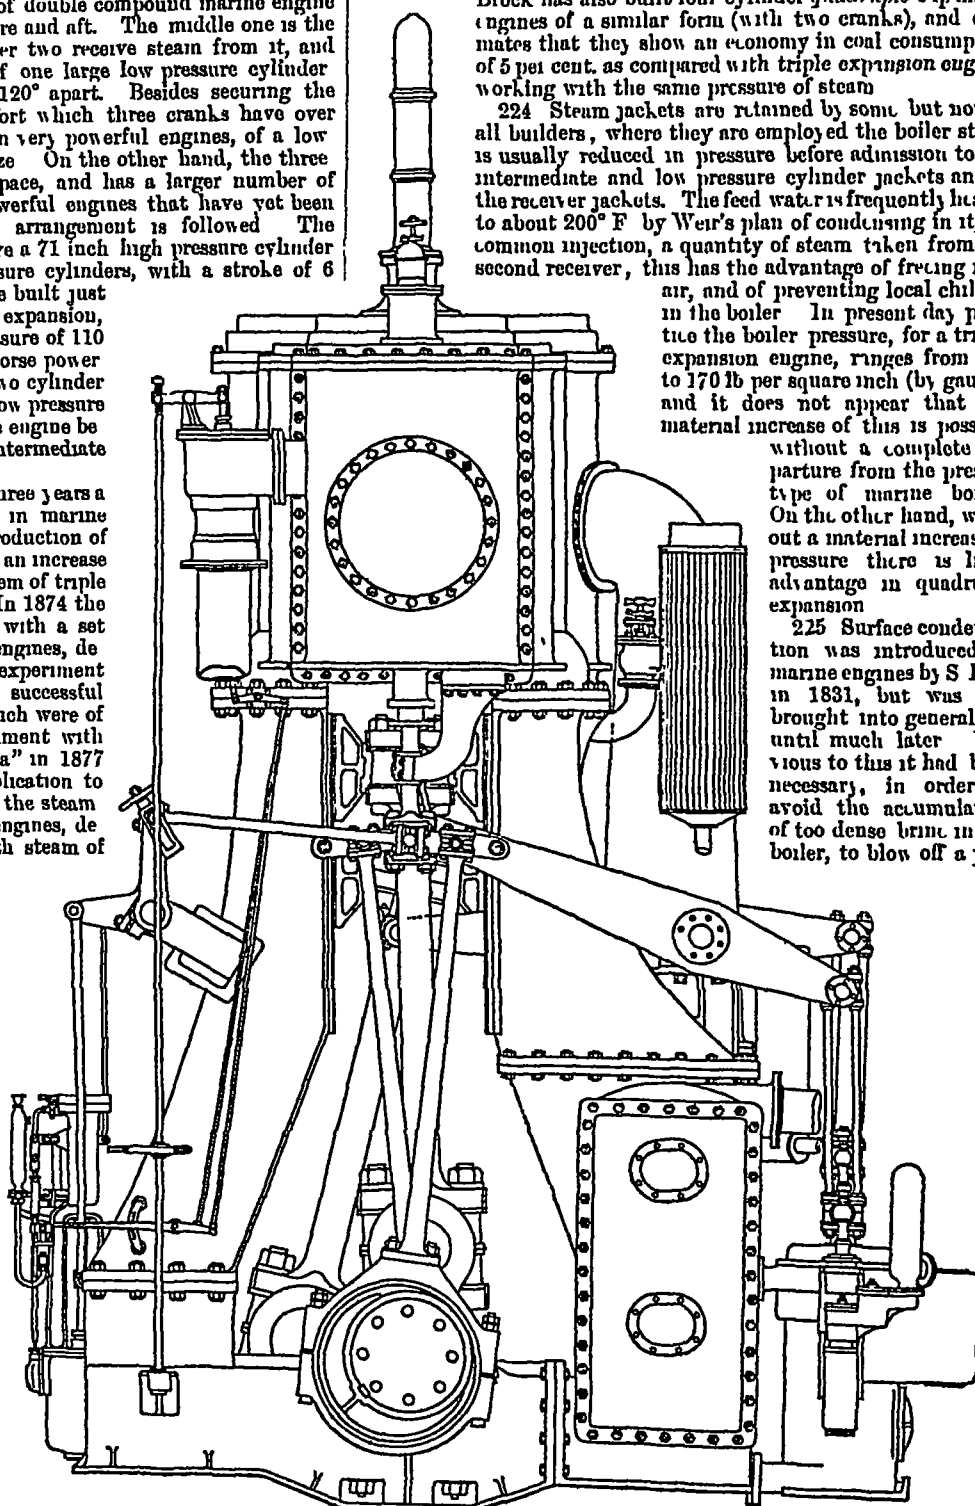 of double compound marine engine
re and aft. The middle one is the
er two receive steam from it, and
f one large low pressure cylinder
120° apart. Besides securing the
ort which three cranks have over
n very powerful engines, of a low
ze On the other hand, the three
pace, and has a larger number of
werful engines that have yet been
arrangement is followed The
e a 71 inch high pressure cylinder
sure cylinders, with a stroke of 6
e built just
expansion,
sure of 110
orse power
wo cylinder
ow pressure
engine be
ntermediate
hree years a
in marine
roduction of
an increase
em of triple
In 1874 the
with a set
engines, de
experiment
successful
nch were of
ment with
a" in 1877
plication to
the steam
engines, de
th steam of
Brock has also built four cylinder
engines of a similar form (with two cranks), and
mates that they show an economy in coal consump
of 5 per cent. as compared with triple expansion eng
working with the same pressure of steam
224 Steam jackets are retained by some but no
all builders, where they are employed the boiler st
is usually reduced in pressure before admission to
intermediate and low pressure cylinder jackets an
the receiver jackets. The feed water is frequently he
to about 200° F by Weir's plan of condensing in it
common injection, a quantity of steam taken from
second receiver, this has the advantage of freeing
air, and of preventing local chil
in the boiler In present day p
tice the boiler pressure, for a tri
expansion engine, ranges from
to 170 lb per square inch (by gau
and it does not appear that
material increase of this is poss
without a complete
parture from the pres
type of marine bo
On the other hand, w
out a material increas
pressure there is li
advantage in quadr
expansion
225 Surface conde
tion was introduced
marine engines by S
in 1831, but was
brought into general
until much later
vious to this it had b
necessary, in order
avoid the accumula
of too dense brine in
boiler, to blow off a